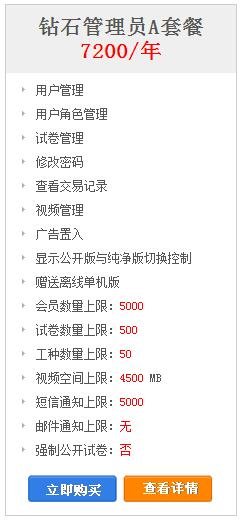 钻石管理员A套餐
7200/年
用户管理
用户角色管理
试卷管理
修改密码
查看交易记录
视频管理
广告置入
显示公开版与纯净版切换控制
赠送离线单机版
会员数量上限：5000
试卷数量上限：500
工种数量上限：50
视频空间上限：4500 MB
短信通知上限：5000
邮件通知上限：无
强制公开试卷：否
立即购买 查看详情